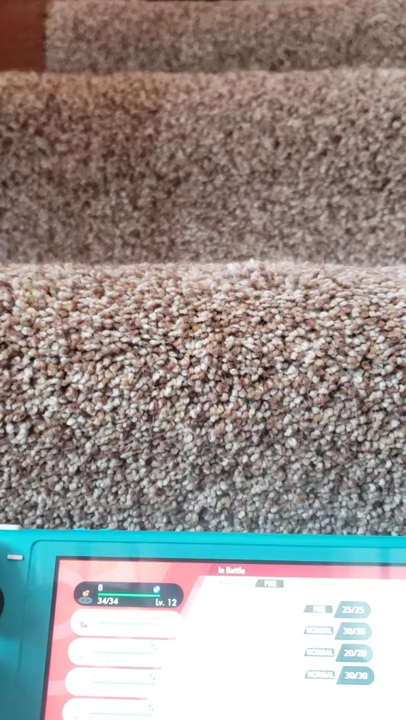 In Battle
8
FIRE
34/34 Lv. 12
FIRE 25/25
NORMAL 30/30
NORMAL 20/20
NORMAL 30/30